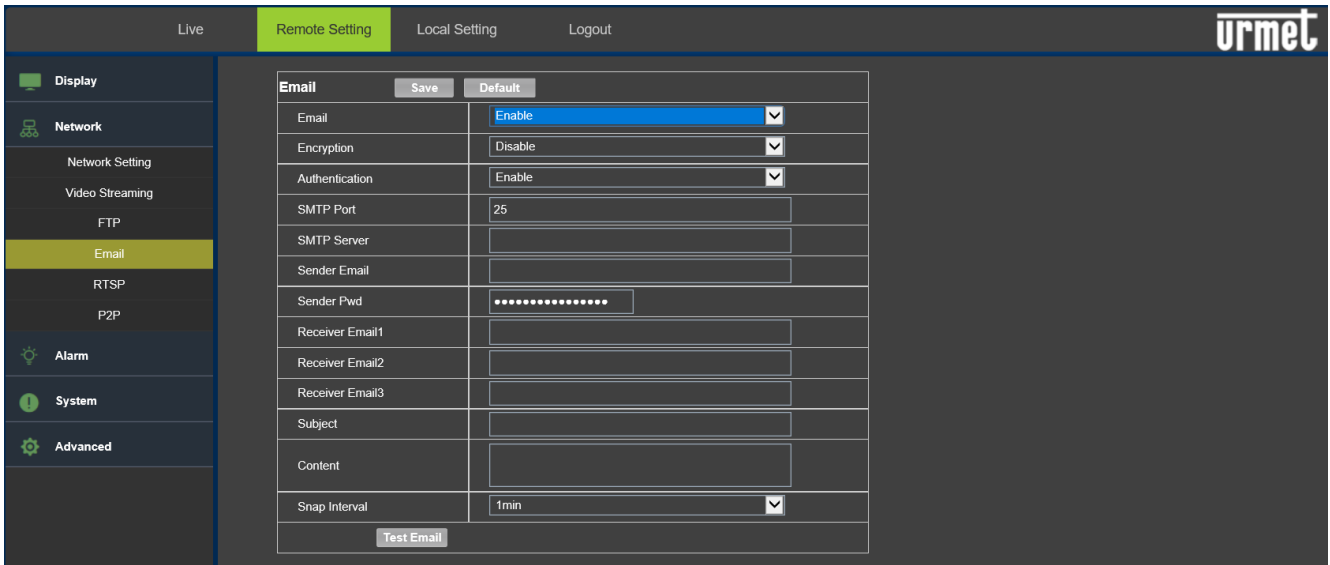 Live Remote Setting Local Setting Logout urmet
Display
Network
Network Setting
Video Streaming
FTP
Email
RTSP
P2P
Alarm
System
Advanced
Email Save Default
Email Enable
Encryption Disable
Authentication Enable
SMTP Port 25
SMTP Server
Sender Email
Sender Pwd ••••••••••••••••
Receiver Email1
Receiver Email2
Receiver Email3
Subject
Content
Snap Interval 1min
Test Email